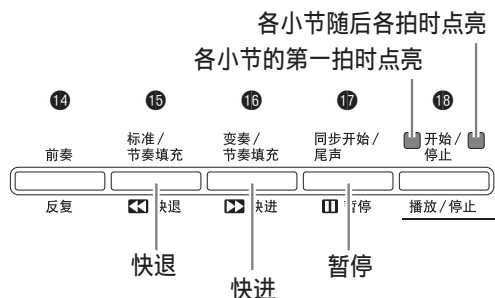 各小节随后各拍时点亮
各小节的第一拍时点亮
⓮ ⓯ ⓰ ⓱ ⓲
前奏 标准/节奏填充 变奏/节奏填充 同步开始/尾声 开始/停止
反复 快退 快进 暂停 播放/停止
快退 快进 暂停